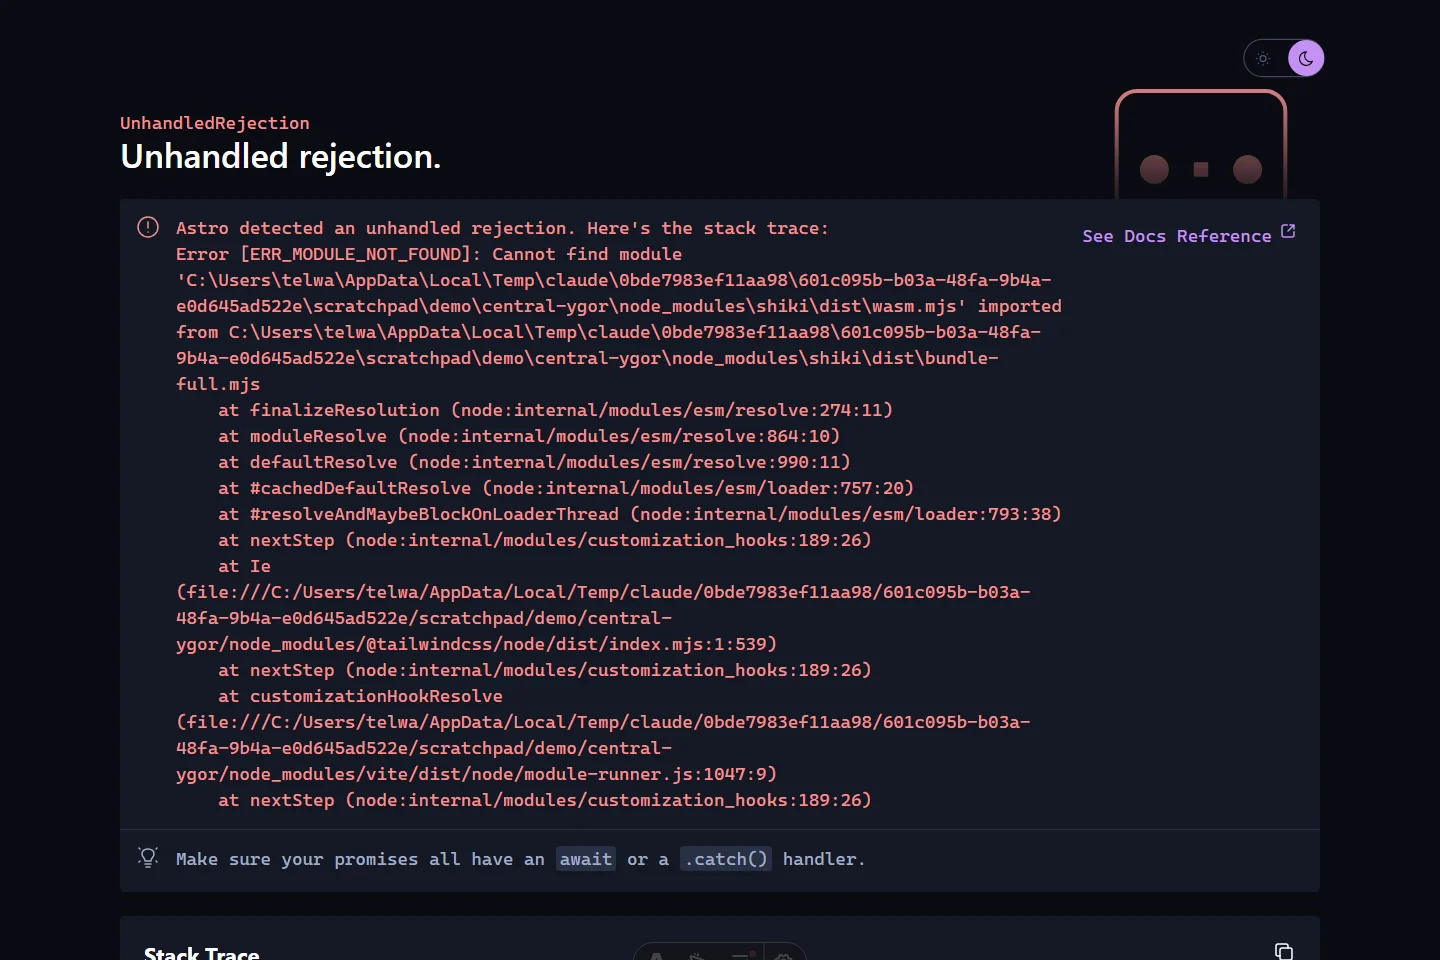 UnhandledRejection
Unhandled rejection.
Astro detected an unhandled rejection. Here's the stack trace:
See Docs Reference
Error [ERR_MODULE_NOT_FOUND]: Cannot find module
'C:\Users\telwa\AppData\Local\Temp\claude\0bde7983ef11aa98\601c095b-b03a-48fa-9b4a-
e0d645ad522e\scratchpad\demo\central-ygor\node_modules\shiki\dist\wasm.mjs' imported
from C:\Users\telwa\AppData\Local\Temp\claude\0bde7983ef11aa98\601c095b-b03a-48fa-
9b4a-e0d645ad522e\scratchpad\demo\central-ygor\node_modules\shiki\dist\bundle-
full.mjs
    at finalizeResolution (node:internal/modules/esm/resolve:274:11)
    at moduleResolve (node:internal/modules/esm/resolve:864:10)
    at defaultResolve (node:internal/modules/esm/resolve:990:11)
    at #cachedDefaultResolve (node:internal/modules/esm/loader:757:20)
    at #resolveAndMaybeBlockOnLoaderThread (node:internal/modules/esm/loader:793:38)
    at nextStep (node:internal/modules/customization_hooks:189:26)
    at Ie
(file:///C:/Users/telwa/AppData/Local/Temp/claude/0bde7983ef11aa98/601c095b-b03a-
48fa-9b4a-e0d645ad522e/scratchpad/demo/central-
ygor/node_modules/@tailwindcss/node/dist/index.mjs:1:539)
    at nextStep (node:internal/modules/customization_hooks:189:26)
    at customizationHookResolve
(file:///C:/Users/telwa/AppData/Local/Temp/claude/0bde7983ef11aa98/601c095b-b03a-
48fa-9b4a-e0d645ad522e/scratchpad/demo/central-
ygor/node_modules/vite/dist/node/module-runner.js:1047:9)
    at nextStep (node:internal/modules/customization_hooks:189:26)
Make sure your promises all have an await or a .catch() handler.
Stack Trace